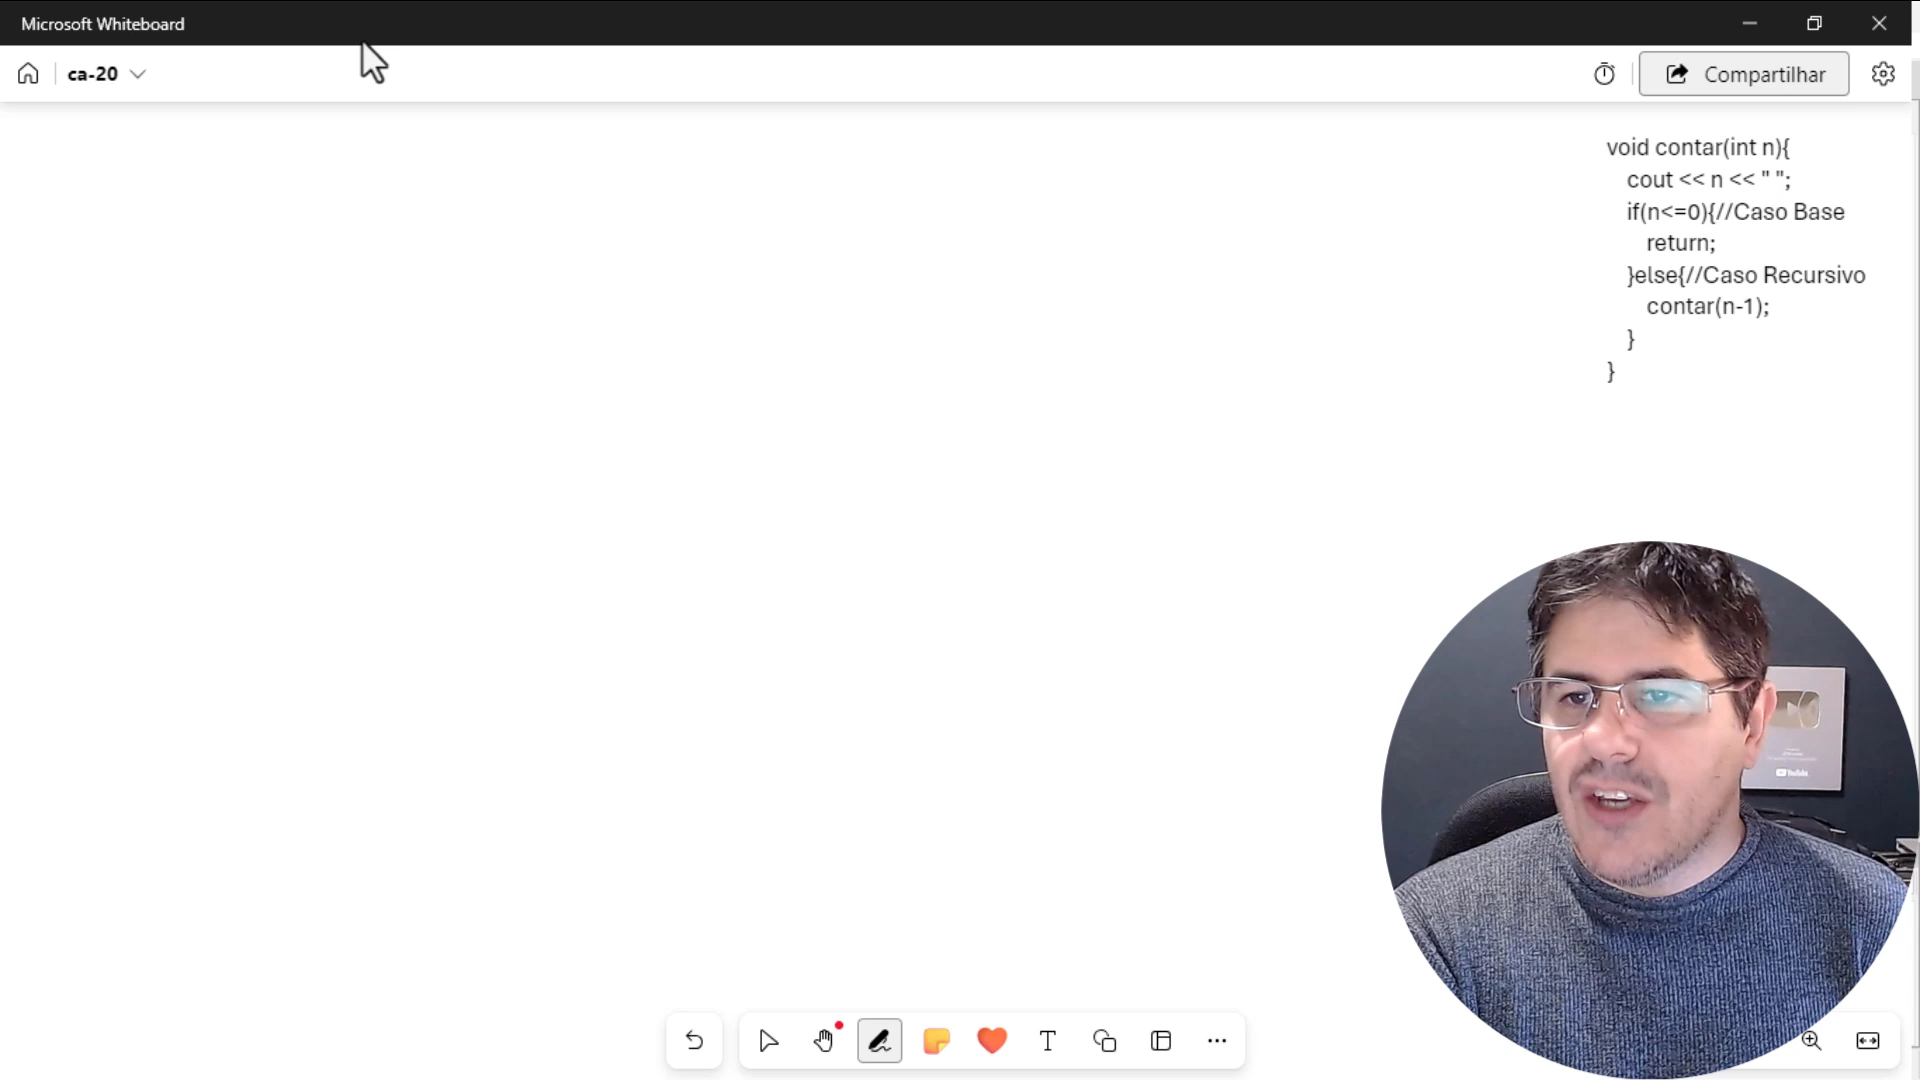 Microsoft Whiteboard
ca-20
Compartilhar
void contar(int n){
cout << n << " ";
if(n<=0){//Caso Base
return;
}else{//Caso Recursivo
contar(n-1);
}
}
YouTube